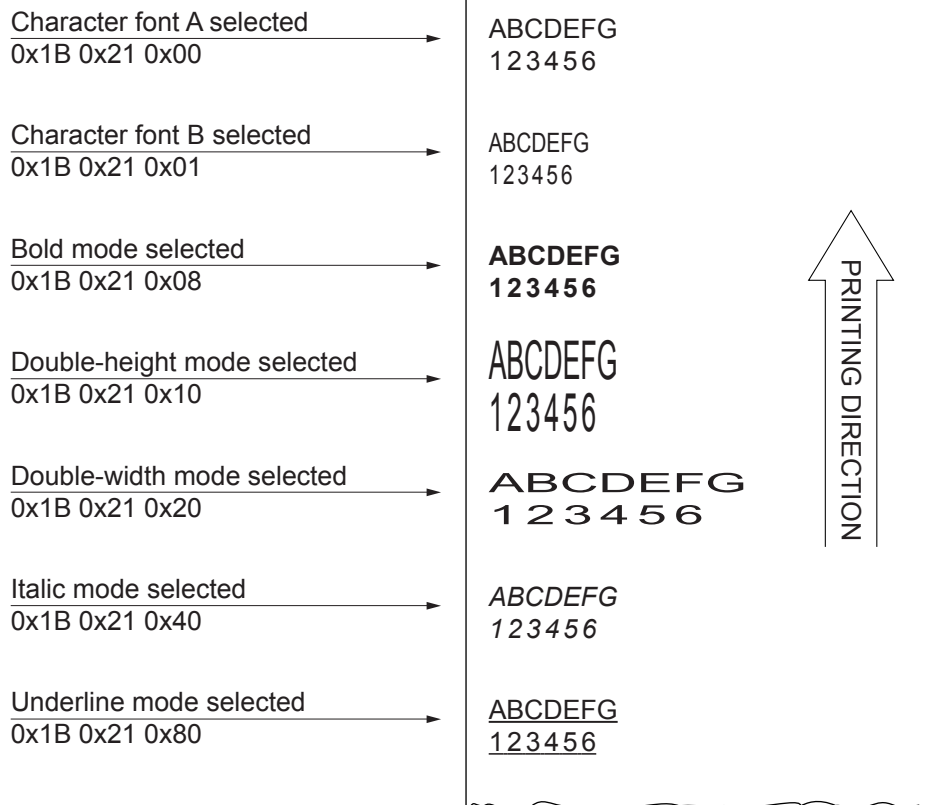 Character font A selected
0x1B 0x21 0x00
ABCDEFG
123456
Character font B selected
0x1B 0x21 0x01
ABCDEFG
123456
Bold mode selected
0x1B 0x21 0x08
ABCDEFG
123456
Double-height mode selected
0x1B 0x21 0x10
ABCDEFG
123456
Double-width mode selected
0x1B 0x21 0x20
ABCDEFG
123456
Italic mode selected
0x1B 0x21 0x40
ABCDEFG
123456
Underline mode selected
0x1B 0x21 0x80
ABCDEFG
123456
PRINTING DIRECTION